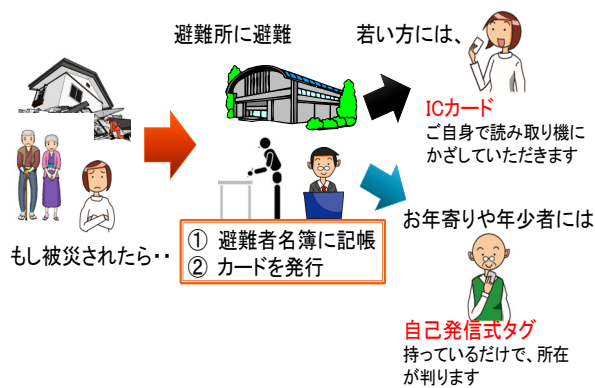 避難所に避難
若い方には、
ICカード
ご自身で読み取り機に
かざしていただきます
もし被災されたら・・
① 避難者名簿に記帳
② カードを発行
お年寄りや年少者には
自己発信式タグ
持っているだけで、所在
が判ります